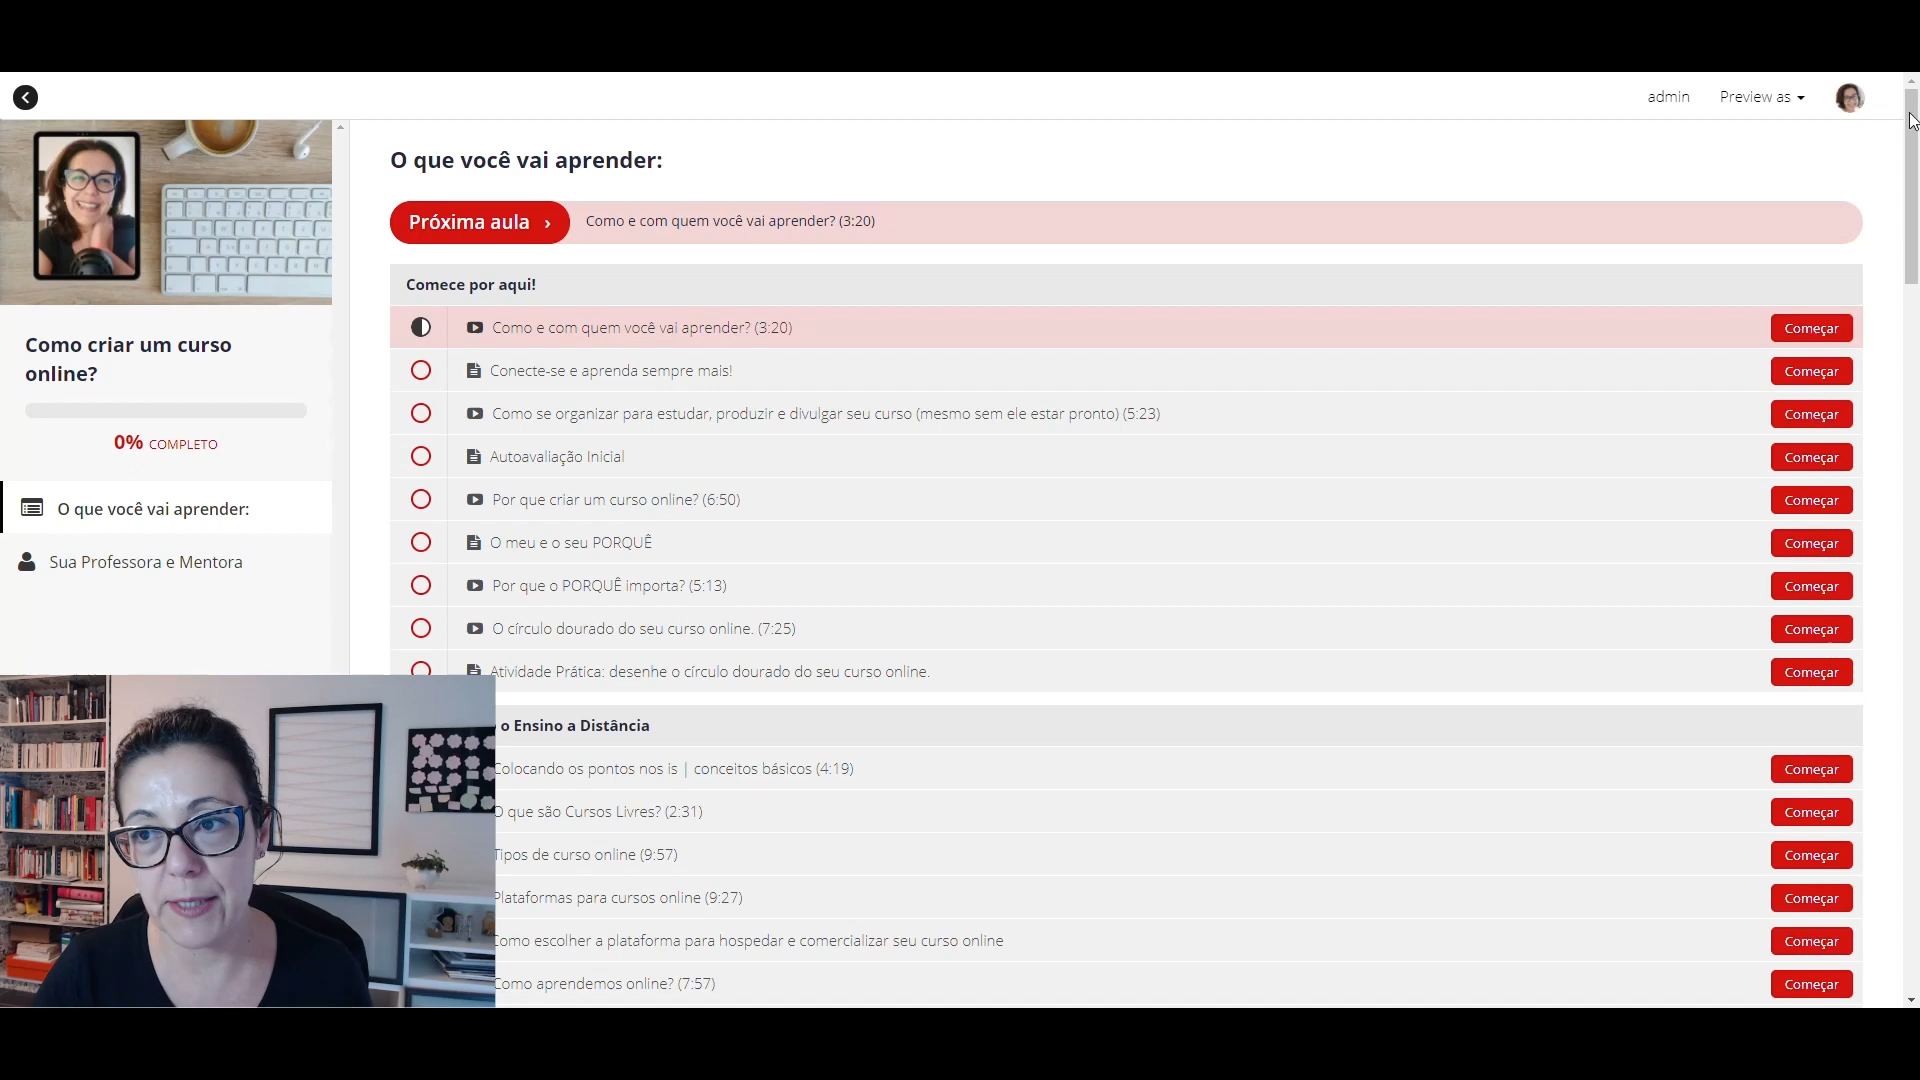 admin
Preview as
O que você vai aprender:
Próxima aula ›
Como e com quem você vai aprender? (3:20)
Como criar um curso
online?
0% COMPLETO
O que você vai aprender:
Sua Professora e Mentora
Comece por aqui!
Como e com quem você vai aprender? (3:20) Começar
Conecte-se e aprenda sempre mais! Começar
Como se organizar para estudar, produzir e divulgar seu curso (mesmo sem ele estar pronto) (5:23) Começar
Autoavaliação Inicial Começar
Por que criar um curso online? (6:50) Começar
O meu e o seu PORQUÊ Começar
Por que o PORQUÊ importa? (5:13) Começar
O círculo dourado do seu curso online. (7:25) Começar
Atividade Prática: desenhe o círculo dourado do seu curso online. Começar
o Ensino a Distância
Colocando os pontos nos is | conceitos básicos (4:19) Começar
O que são Cursos Livres? (2:31) Começar
Tipos de curso online (9:57) Começar
Plataformas para cursos online (9:27) Começar
Como escolher a plataforma para hospedar e comercializar seu curso online Começar
Como aprendemos online? (7:57) Começar